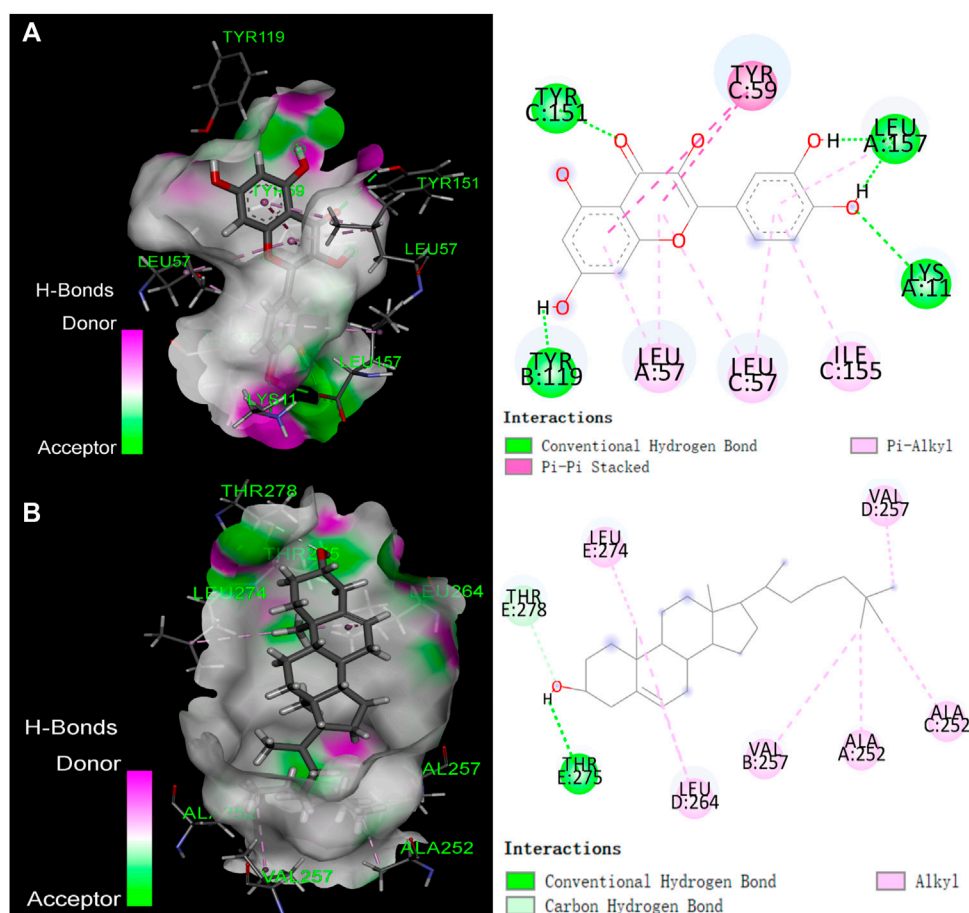 A
TYR119
TYR151
LEU57
LEU57
LEU157
LYS11
H-Bonds
Donor
Acceptor
TYR
C:59
TYR
C:151
LEU
A:157
LYS
A:11
TYR
B:119
LEU
A:57
LEU
C:57
ILE
C:155
O
O
O
O
O
O
O
H
H
H
Interactions
Conventional Hydrogen Bond
Pi-Pi Stacked
Pi-Alkyl
B
THR278
LEU274
LEU264
AL257
ALA252
VAL257
H-Bonds
Donor
Acceptor
VAL
D:257
LEU
E:274
THR
E:278
O
H
THR
E:275
LEU
D:264
VAL
B:257
ALA
A:252
ALA
C:252
Interactions
Conventional Hydrogen Bond
Carbon Hydrogen Bond
Alkyl